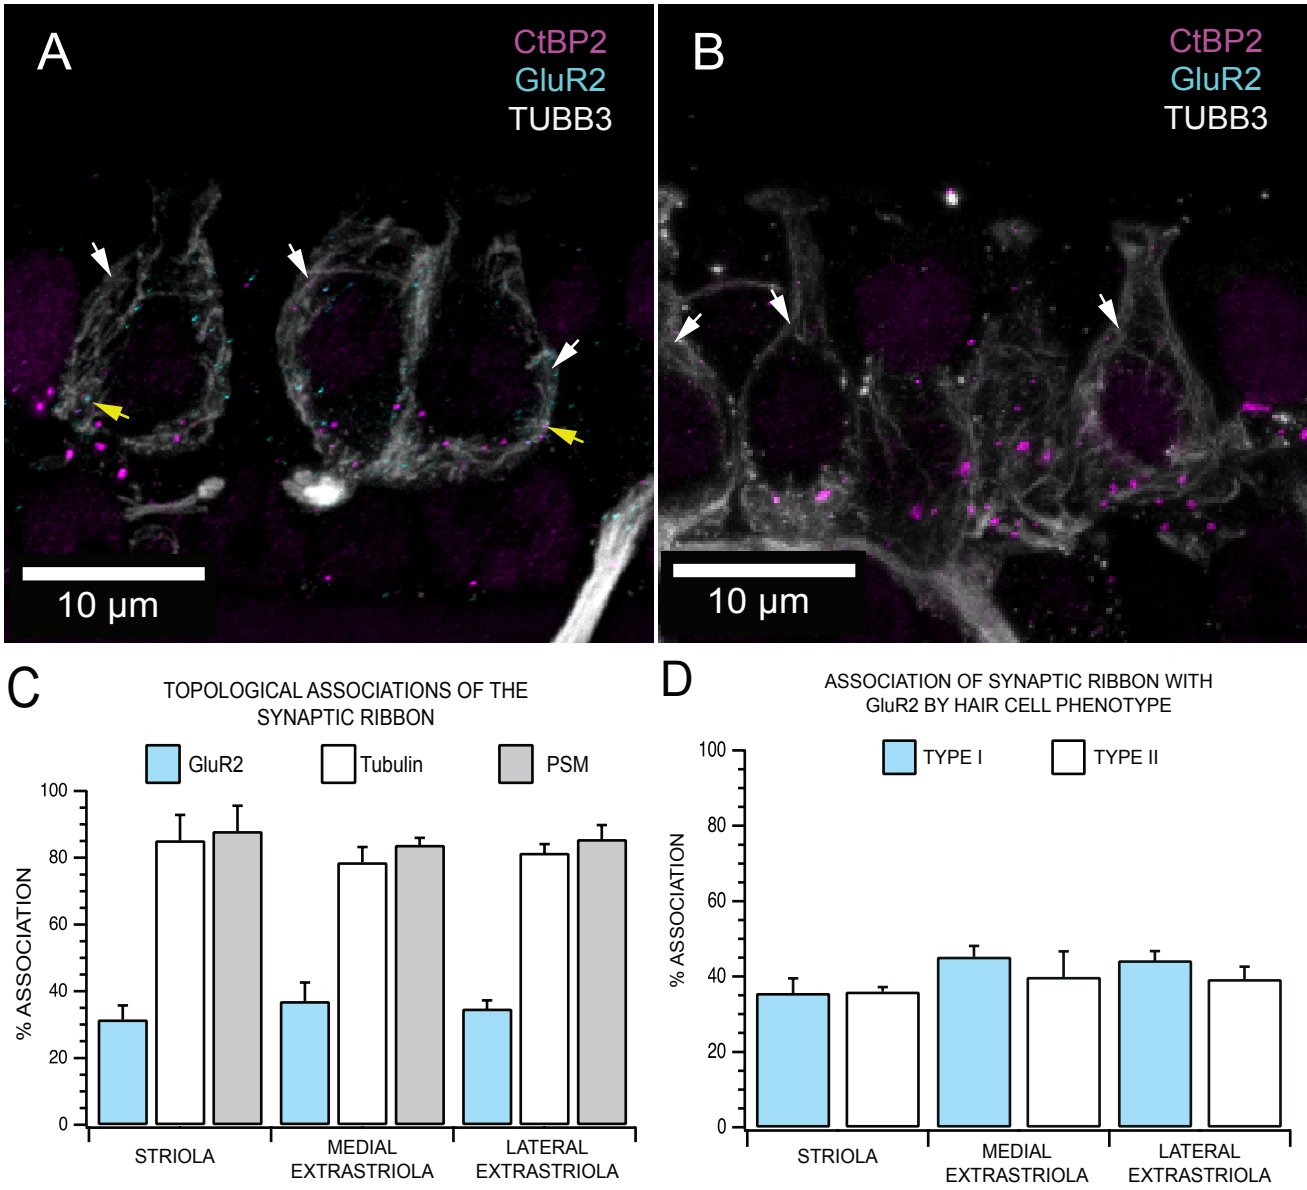 A
CtBP2
GluR2
TUBB3
10 µm
B
CtBP2
GluR2
TUBB3
10 µm
C
TOPOLOGICAL ASSOCIATIONS OF THE
SYNAPTIC RIBBON
GluR2
Tubulin
PSM
% ASSOCIATION
100
80
60
40
20
0
STRIOLA
MEDIAL
EXTRASTRIOLA
LATERAL
EXTRASTRIOLA
D
ASSOCIATION OF SYNAPTIC RIBBON WITH
GluR2 BY HAIR CELL PHENOTYPE
TYPE I
TYPE II
% ASSOCIATION
100
80
60
40
20
0
STRIOLA
MEDIAL
EXTRASTRIOLA
LATERAL
EXTRASTRIOLA